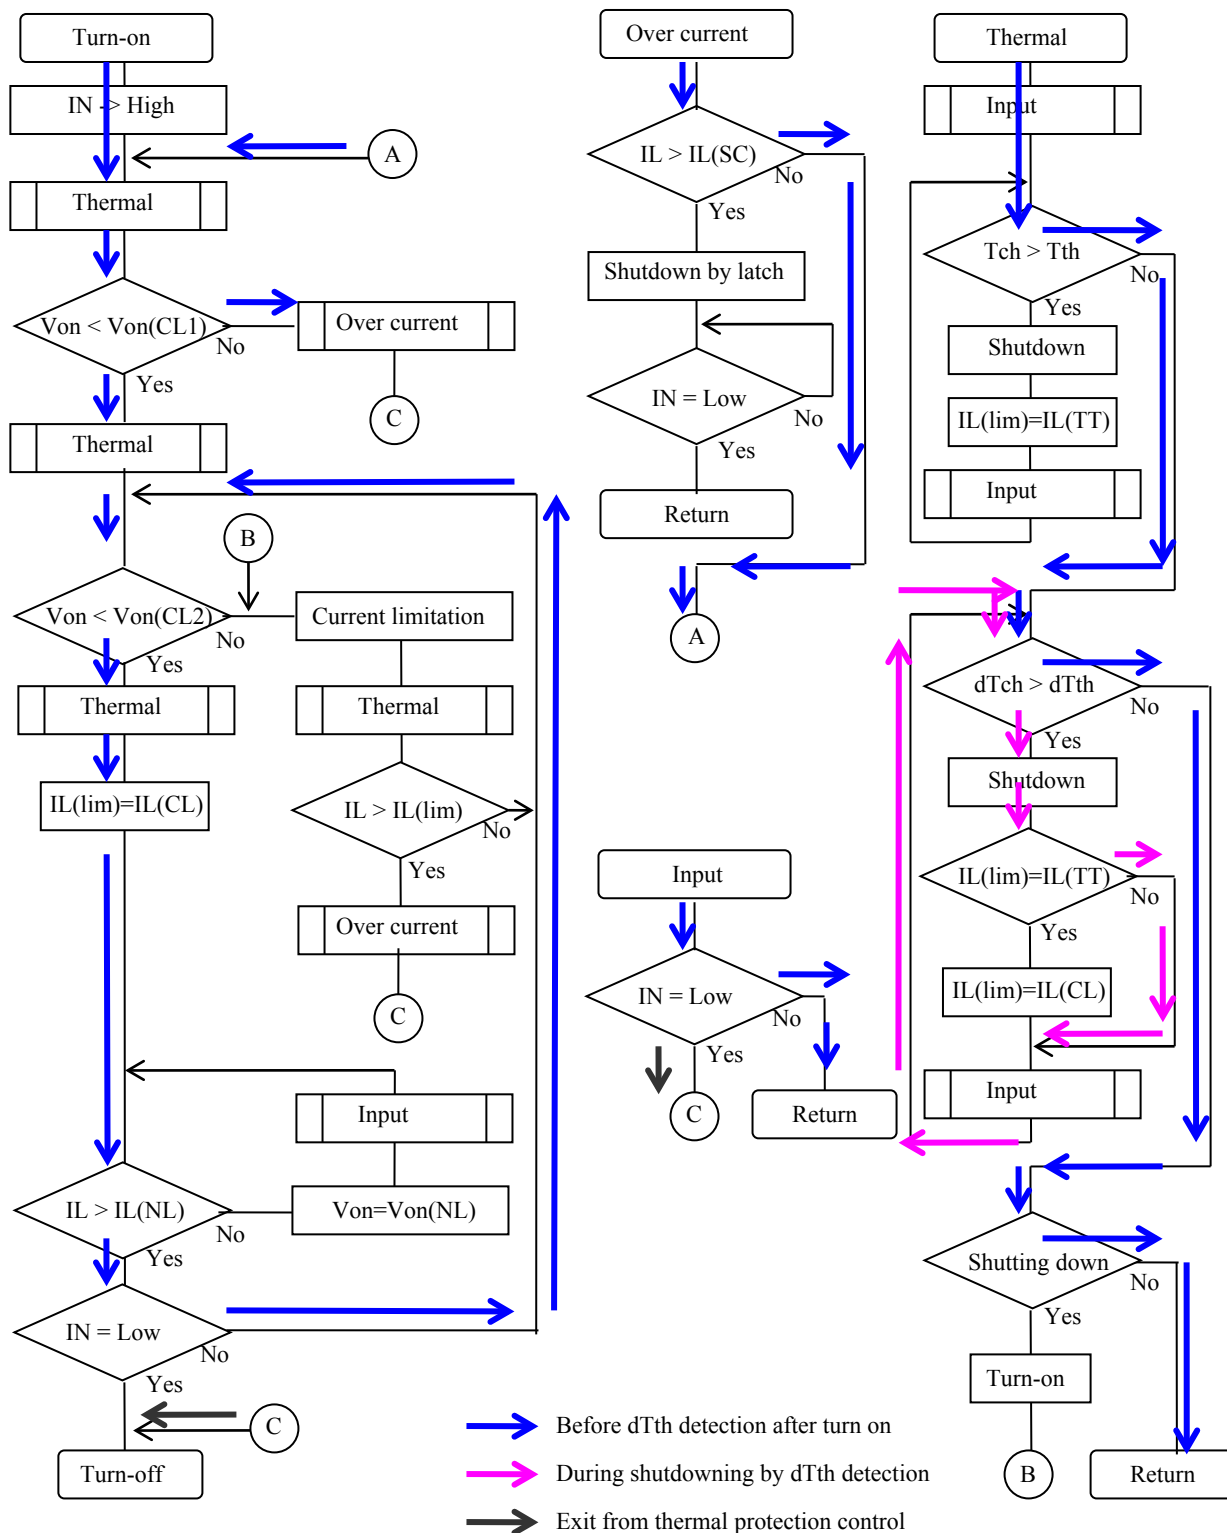 Turn-on
IN -> High
A
Thermal
Von < Von(CL1)
No
Yes
Over current
C
Thermal
B
Von < Von(CL2)
No
Yes
Current limitation
Thermal
Thermal
IL(lim)=IL(CL)
IL > IL(lim)
No
Yes
Over current
C
Input
Von=Von(NL)
IL > IL(NL)
No
Yes
IN = Low
No
Yes
C
Turn-off
Over current
IL > IL(SC)
No
Yes
Shutdown by latch
IN = Low
No
Yes
Return
A
Input
IN = Low
No
Yes
C
Return
Thermal
Input
Tch > Tth
No
Yes
Shutdown
IL(lim)=IL(TT)
Input
dTch > dTth
No
Yes
Shutdown
IL(lim)=IL(TT)
No
Yes
IL(lim)=IL(CL)
Input
Shutting down
No
Yes
Turn-on
B
Return
Before dTth detection after turn on
During shutdowning by dTth detection
Exit from thermal protection control